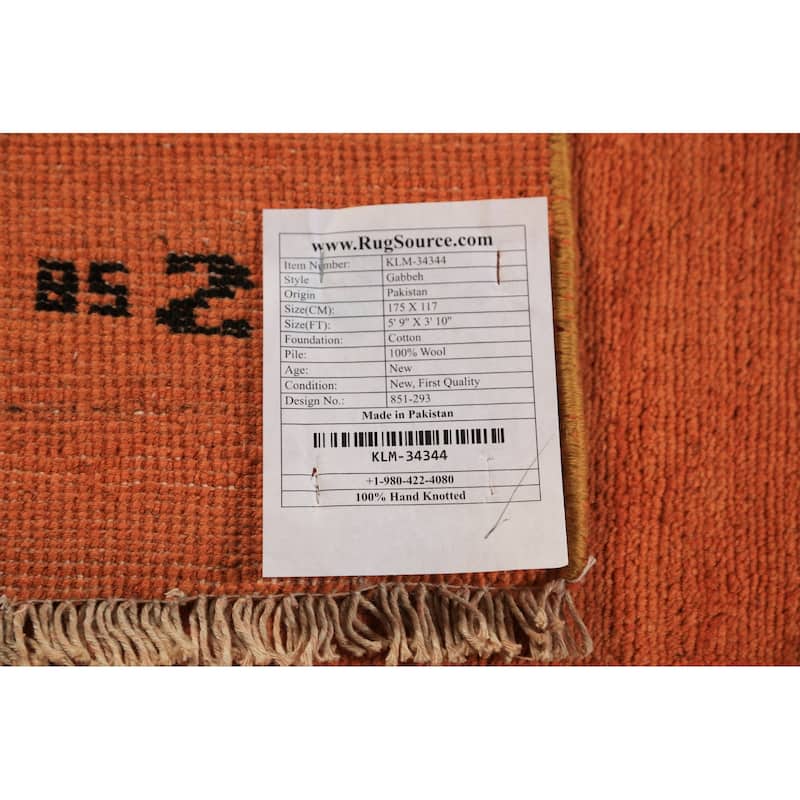 85 2
www.RugSource.com
Item Number: KLM-34344
Style Gabbeh
Origin Pakistan
Size(CM): 175 X 117
Size(FT): 5' 9" X 3' 10"
Foundation: Cotton
Pile: 100% Wool
Age: New
Condition: New, First Quality
Design No.: 851-293
Made in Pakistan
KLM-34344
+1-980-422-4080
100% Hand Knotted